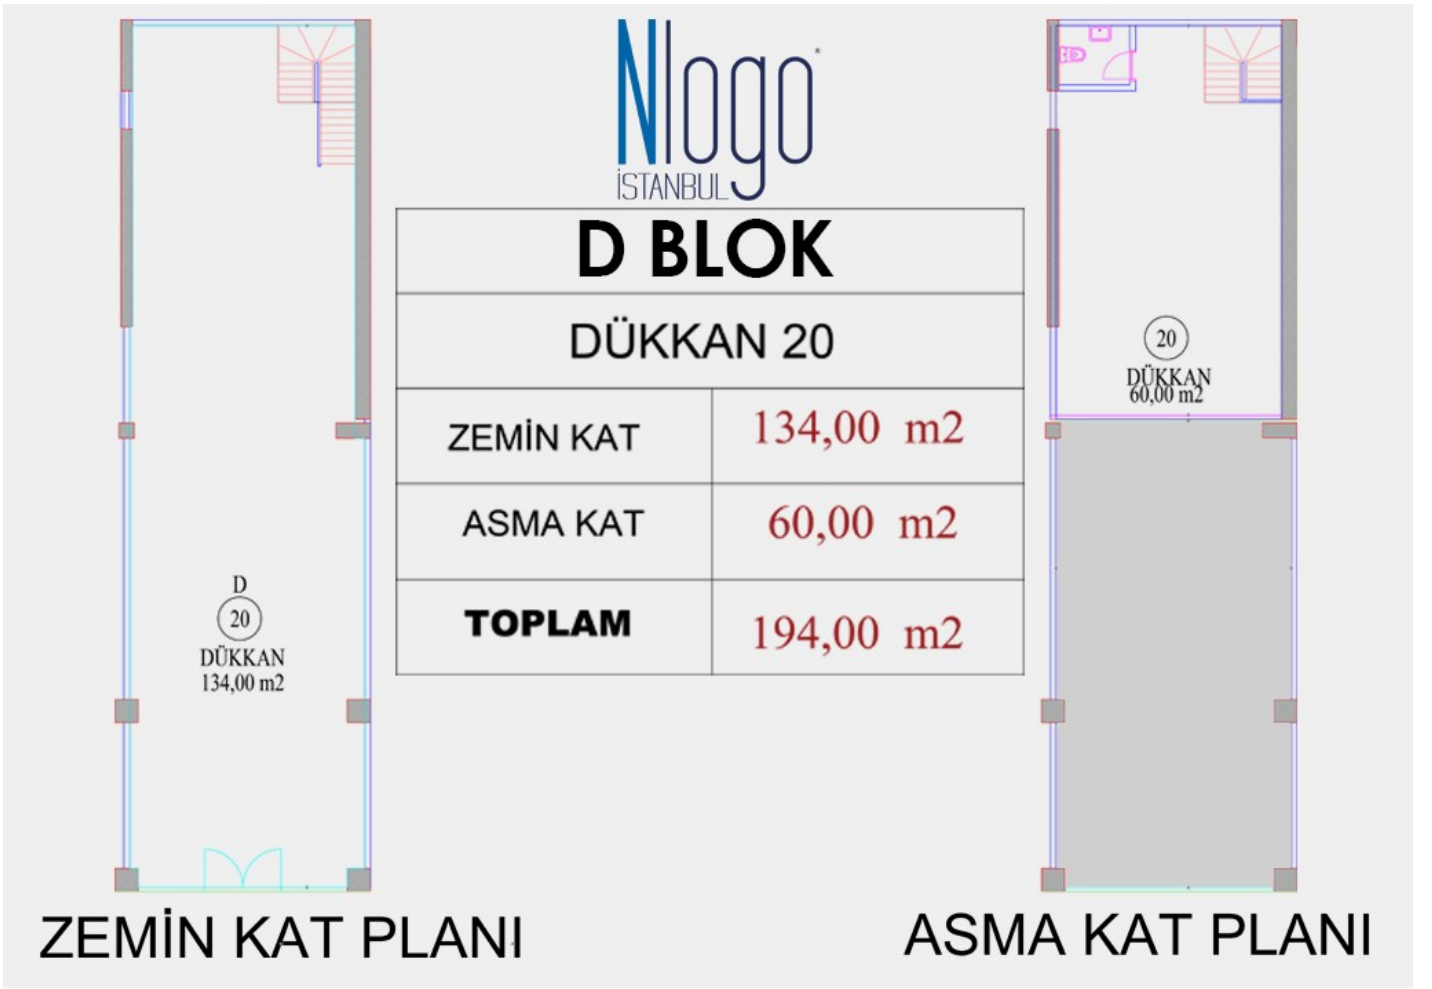 Nlogo
İSTANBUL
D BLOK
DÜKKAN 20
ZEMİN KAT 134,00 m2
ASMA KAT 60,00 m2
TOPLAM 194,00 m2
D
20
DÜKKAN
134,00 m2
ZEMİN KAT PLANI
20
DÜKKAN
60,00 m2
ASMA KAT PLANI